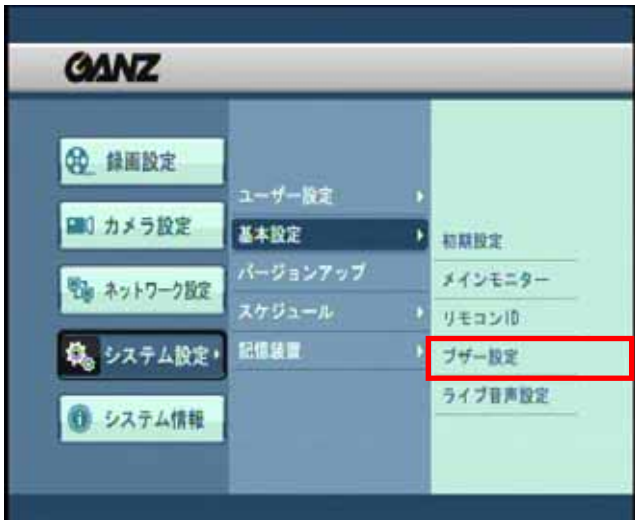 GANZ
録画設定
カメラ設定
ネットワーク設定
システム設定
システム情報
ユーザー設定
基本設定
バージョンアップ
スケジュール
記憶装置
初期設定
メインモニター
リモコンID
ブザー設定
ライブ音声設定